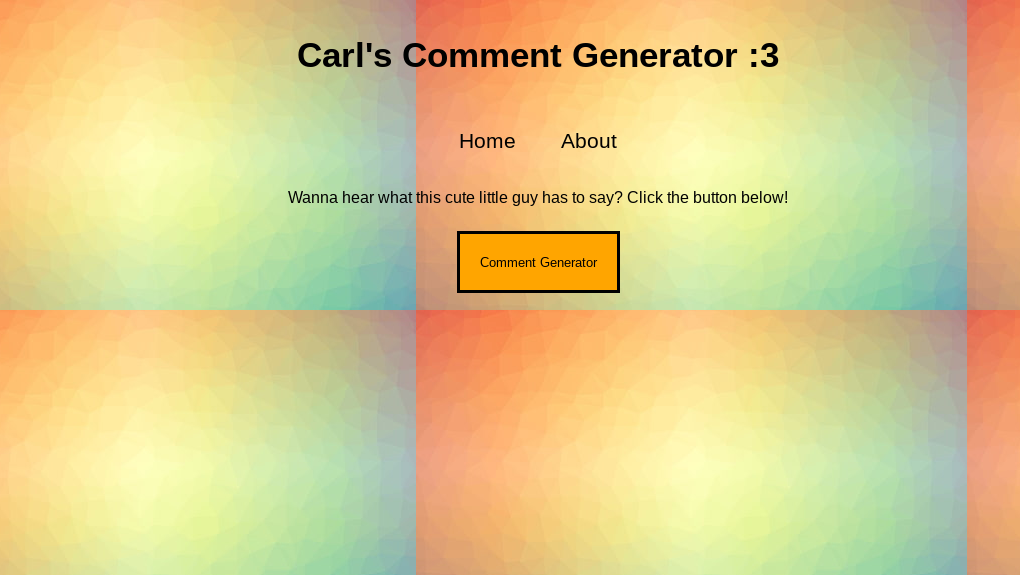 Carl's Comment Generator :3
Home About
Wanna hear what this cute little guy has to say? Click the button below!
Comment Generator